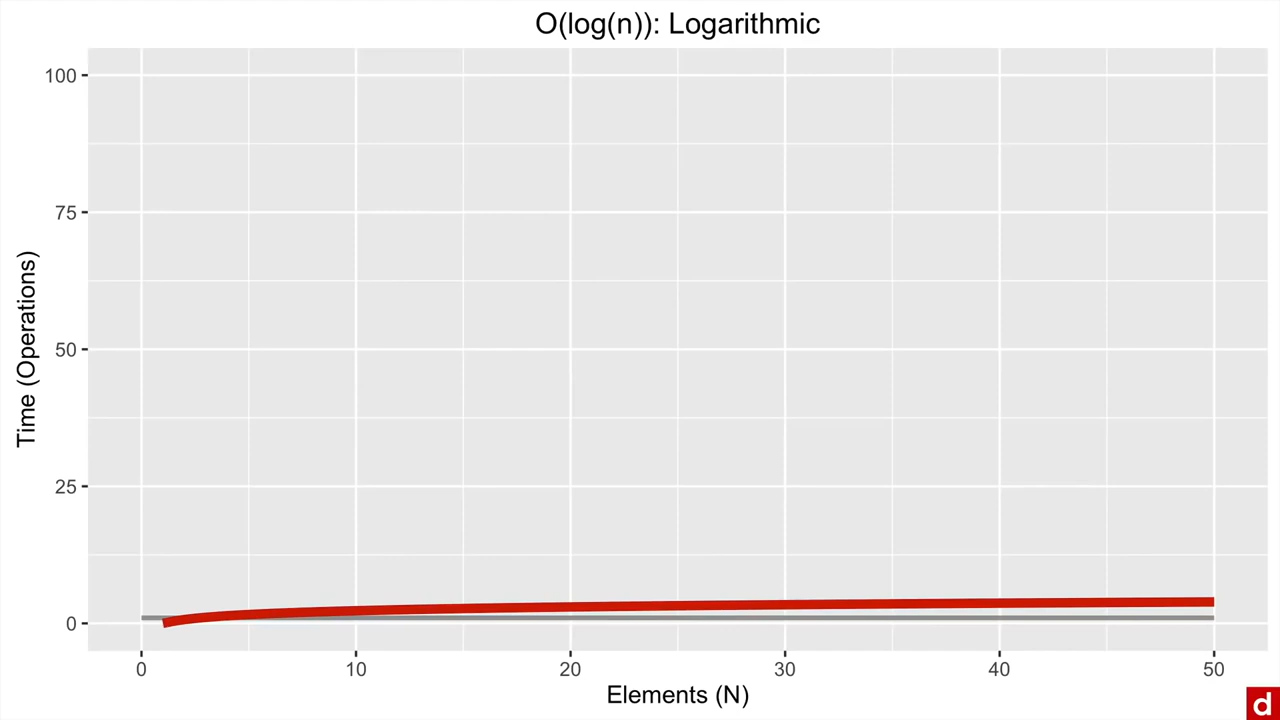 O(log(n)): Logarithmic
100
75
50
25
0
Time (Operations)
0 10 20 30 40 50
Elements (N)
d